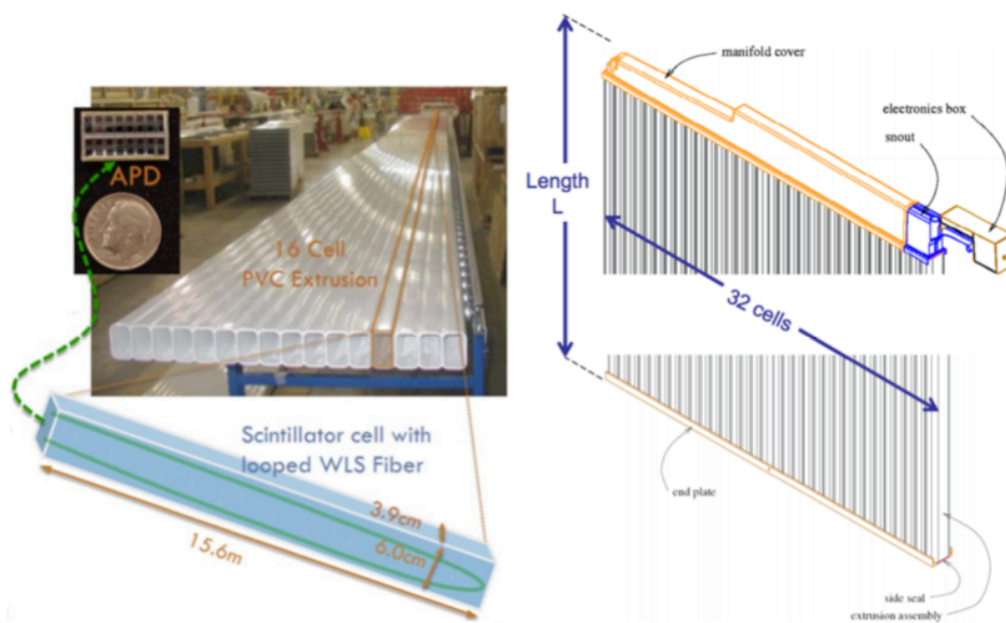 APD
16 Cell
PVC Extrusion
Scintillator cell with
looped WLS Fiber
3.9cm
6.0cm
15.6m
manifold cover
electronics box
snout
Length
L
32 cells
end plate
side seal
extrusion assembly